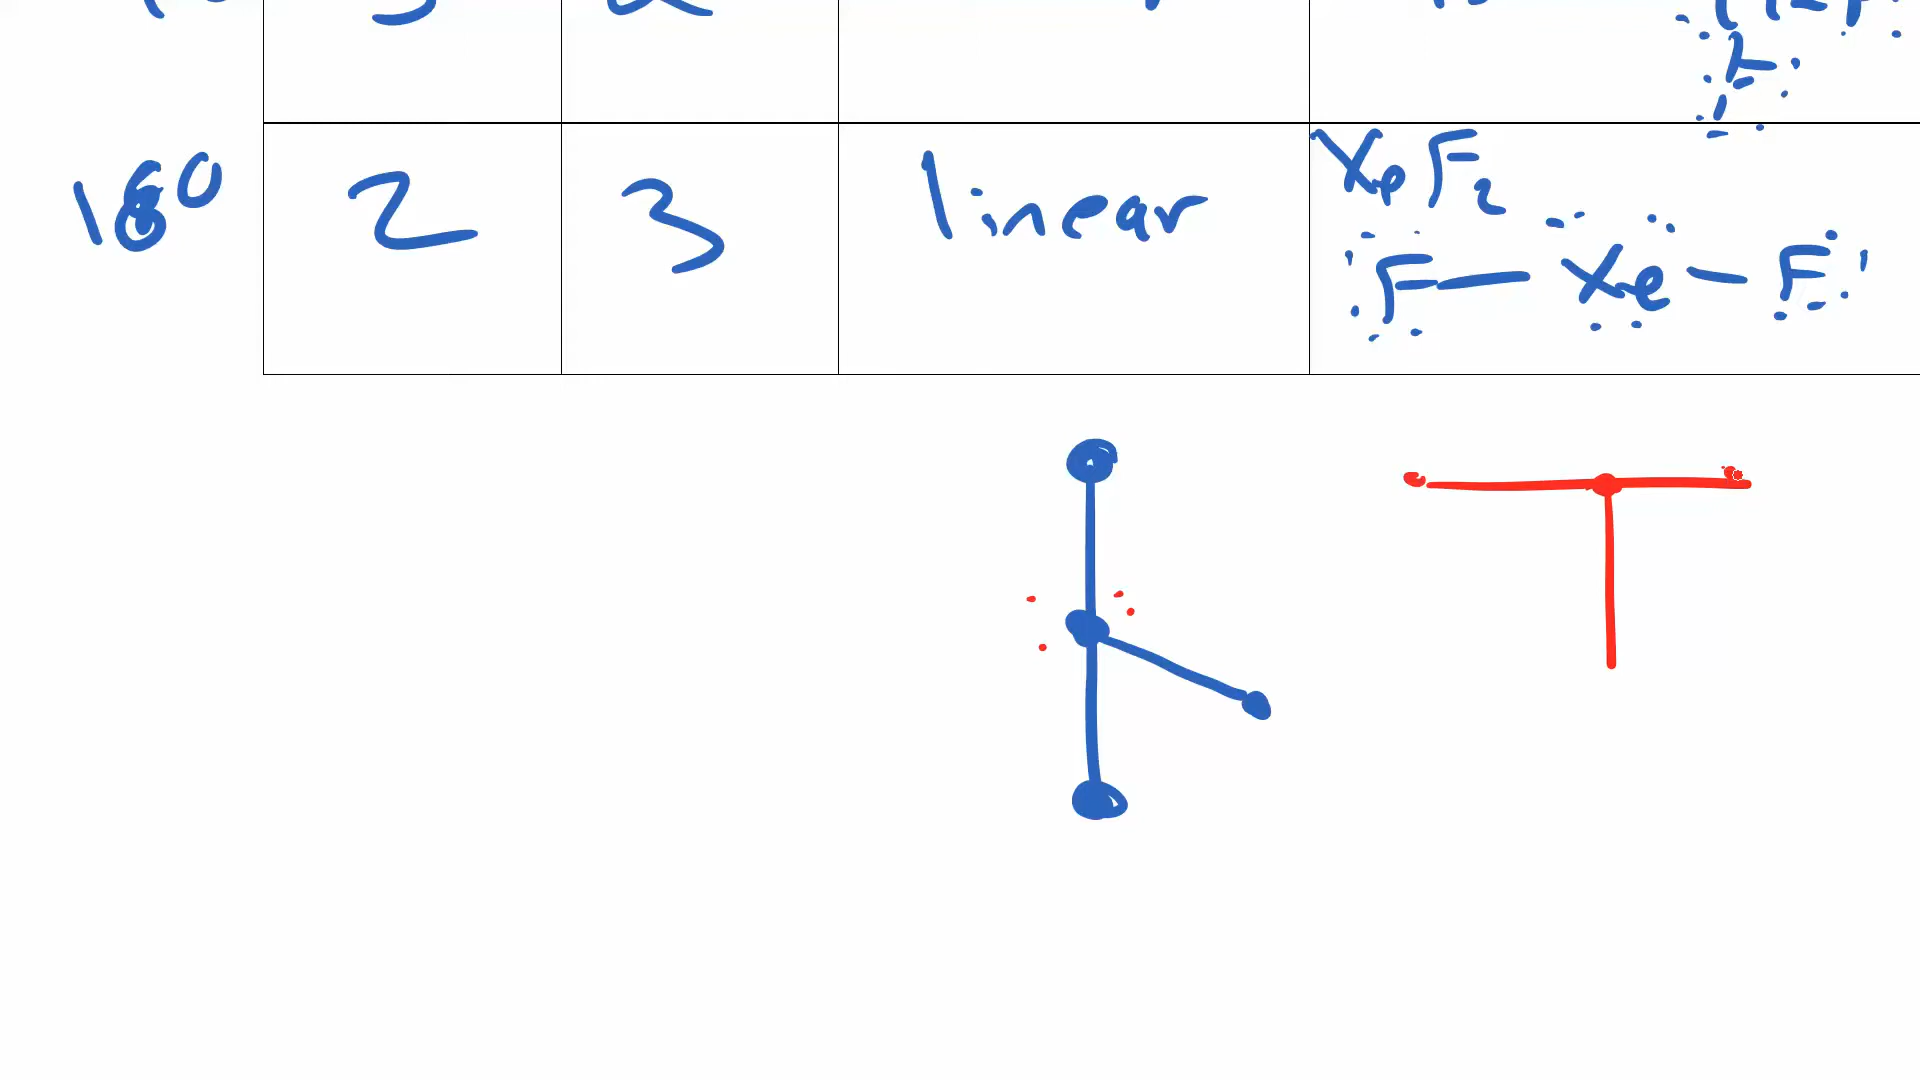 180 2 3 linear XeF2
F — Xe — F